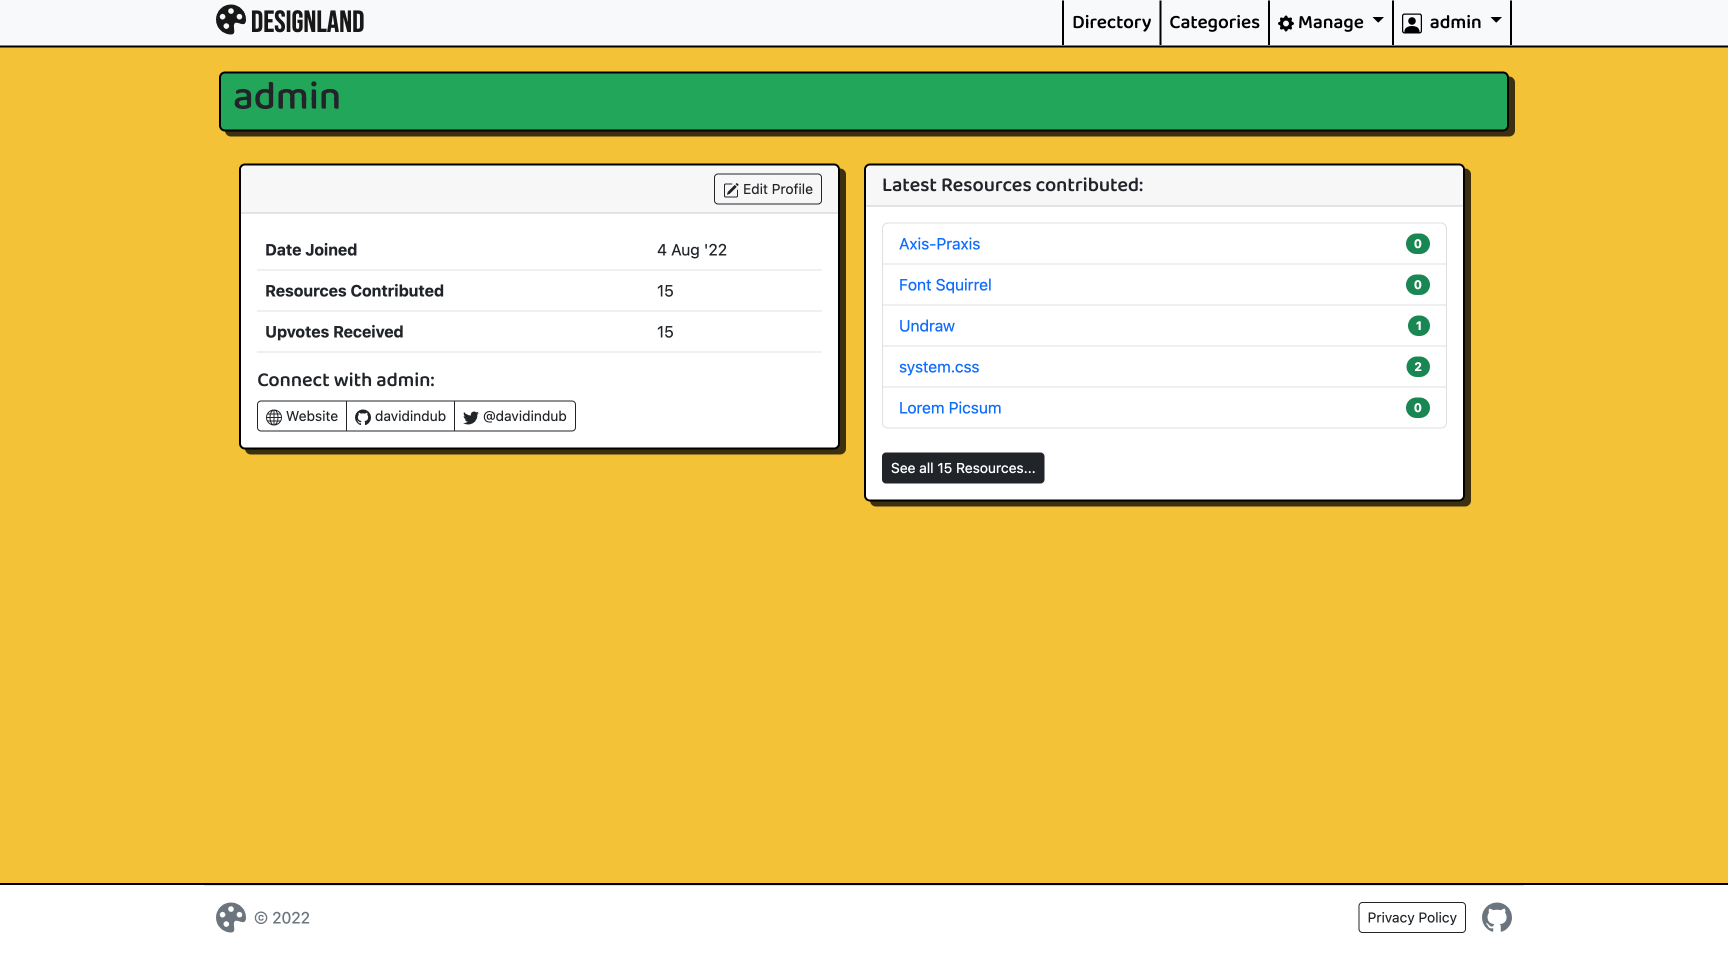 DESIGNLAND
Directory
Categories
Manage
admin
admin
Edit Profile
Date Joined 4 Aug '22
Resources Contributed 15
Upvotes Received 15
Connect with admin:
Website davidindub @davidindub
Latest Resources contributed:
Axis-Praxis 0
Font Squirrel 0
Undraw 1
system.css 2
Lorem Picsum 0
See all 15 Resources...
© 2022
Privacy Policy